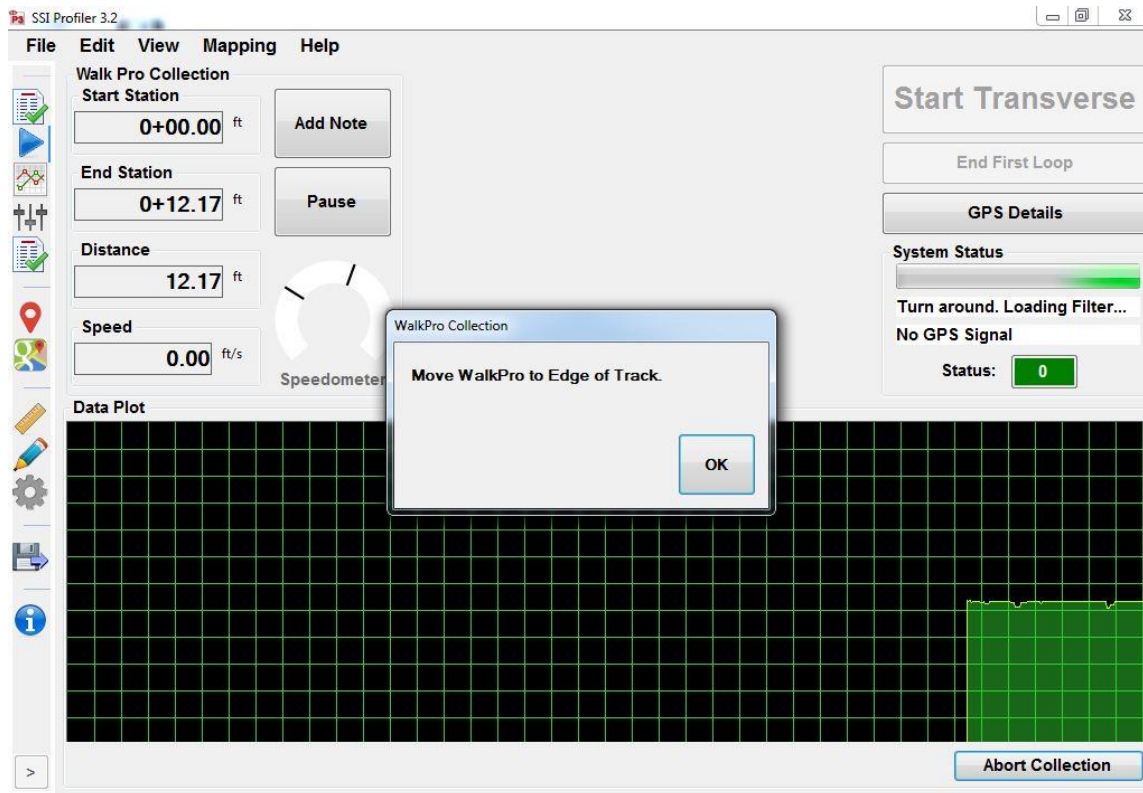 P3 SSI Profiler 3.2
File Edit View Mapping Help
Walk Pro Collection
Start Station
0+00.00 ft
Add Note
End Station
0+12.17 ft
Pause
Distance
12.17 ft
Speed
0.00 ft/s
Speedometer
Start Transverse
End First Loop
GPS Details
System Status
Turn around. Loading Filter...
No GPS Signal
Status: 0
WalkPro Collection
Move WalkPro to Edge of Track.
OK
Data Plot
>
Abort Collection